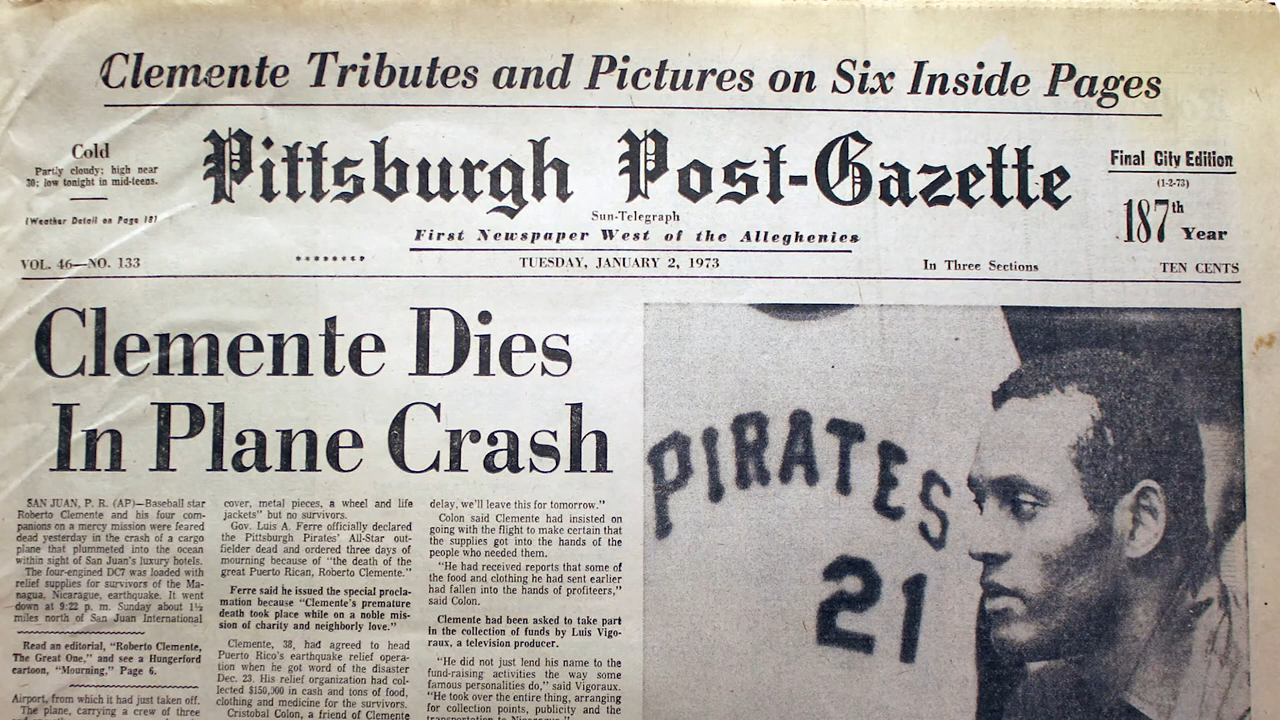 Clemente Tributes and Pictures on Six Inside Pages
Cold
Partly cloudy; high near
30; low tonight in mid-teens.
(Weather Detail on Page 18)
Pittsburgh Post-Gazette
Sun-Telegraph
First Newspaper West of the Alleghenies
Final City Edition
(1-2-73)
187th Year
VOL. 46—NO. 133
********
TUESDAY, JANUARY 2, 1973
In Three Sections
TEN CENTS
Clemente Dies
In Plane Crash
SAN JUAN, P. R. (AP)—Baseball star
Roberto Clemente and his four com-
panions on a mercy mission were feared
dead yesterday in the crash of a cargo
plane that plummeted into the ocean
within sight of San Juan's luxury hotels.
The four-engined DC7 was loaded with
relief supplies for survivors of the Ma-
nagua, Nicarague, earthquake. It went
down at 9:22 p. m. Sunday about 1½
miles north of San Juan International
Read an editorial, "Roberto Clemente,
The Great One," and see a Hungerford
cartoon, "Mourning," Page 6.
Airport, from which it had just taken off.
The plane, carrying a crew of three
cover, metal pieces, a wheel and life
jackets" but no survivors.
Gov. Luis A. Ferre officially declared
the Pittsburgh Pirates' All-Star out-
fielder dead and ordered three days of
mourning because of "the death of the
great Puerto Rican, Roberto Clemente."
Ferre said he issued the special procla-
mation because "Clemente's premature
death took place while on a noble mis-
sion of charity and neighborly love."
Clemente, 38, had agreed to head
Puerto Rico's earthquake relief opera-
tion when he got word of the disaster
Dec. 23. His relief organization had col-
lected $150,000 in cash and tons of food,
clothing and medicine for the survivors.
Cristobal Colon, a friend of Clemente
delay, we'll leave this for tomorrow."
Colon said Clemente had insisted on
going with the flight to make certain that
the supplies got into the hands of the
people who needed them.
"He had received reports that some of
the food and clothing he had sent earlier
had fallen into the hands of profiteers,"
said Colon.
Clemente had been asked to take part
in the collection of funds by Luis Vigo-
raux, a television producer.
"He did not just lend his name to the
fund-raising activities the way some
famous personalities do," said Vigoraux.
"He took over the entire thing, arranging
for collection points, publicity and the
transportation to Nicaragua."
PIRATES
21